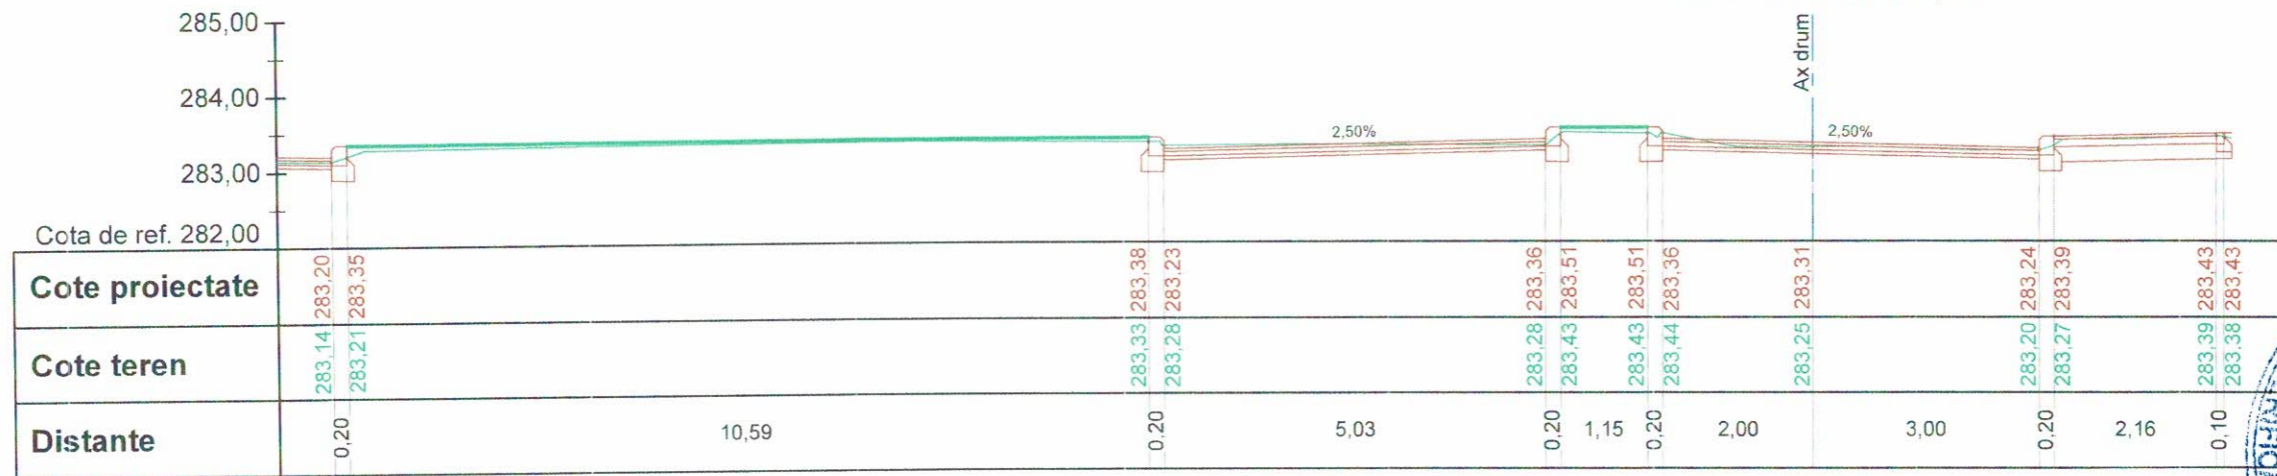 285,00
Ax drum
284,00
2,50% 2,50%
283,00
Cota de ref. 282,00
Cote proiectate 283,20 283,35 283,38 283,23 283,36 283,51 283,51 283,36 283,31 283,24 283,39 283,43 283,43
Cote teren 283,14 283,21 283,33 283,28 283,28 283,43 283,43 283,44 283,25 283,20 283,27 283,39 283,38
Distante 0,20 10,59 0,20 5,03 0,20 1,15 0,20 2,00 3,00 0,20 2,16 0,10